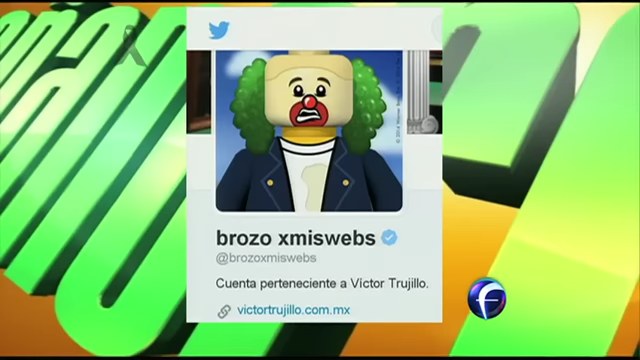 brozo xmiswebs
@brozoxmiswebs
Cuenta perteneciente a Víctor Trujillo.
victortrujillo.com.mx